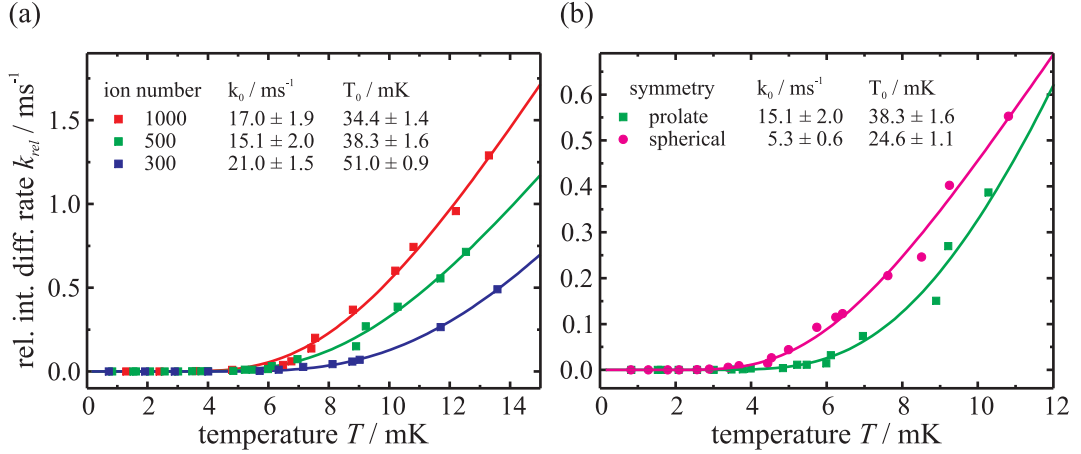 (a)
(b)
rel. int. diff. rate k_rel / ms⁻¹
1.5
1.0
0.5
0.0
ion number k₀ / ms⁻¹ T₀ / mK
1000 17.0 ± 1.9 34.4 ± 1.4
500 15.1 ± 2.0 38.3 ± 1.6
300 21.0 ± 1.5 51.0 ± 0.9
0 2 4 6 8 10 12 14
temperature T / mK
0.6
0.5
0.4
0.3
0.2
0.1
0.0
symmetry k₀ / ms⁻¹ T₀ / mK
prolate 15.1 ± 2.0 38.3 ± 1.6
spherical 5.3 ± 0.6 24.6 ± 1.1
0 2 4 6 8 10 12
temperature T / mK